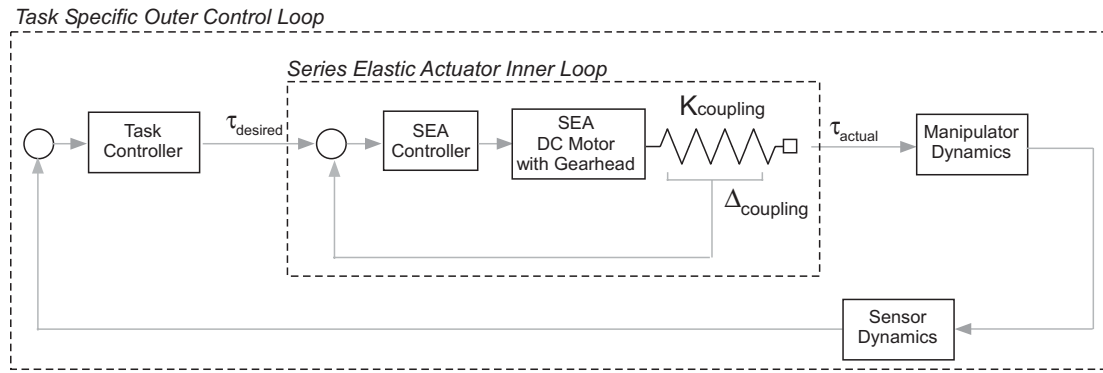 Task Specific Outer Control Loop
Series Elastic Actuator Inner Loop
Task
Controller
τdesired
SEA
Controller
SEA
DC Motor
with Gearhead
Kcoupling
Δcoupling
τactual
Manipulator
Dynamics
Sensor
Dynamics